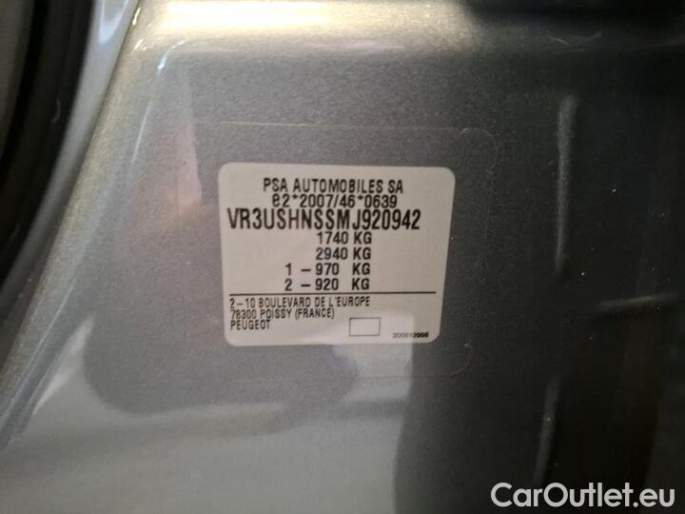 PSA AUTOMOBILES SA
e2*2007/46*0639
VR3USHNSSMJ920942
1740 KG
2940 KG
1 - 970 KG
2 - 920 KG
2-10 BOULEVARD DE L'EUROPE
78300 POISSY (FRANCE)
PEUGEOT
CarOutlet.eu